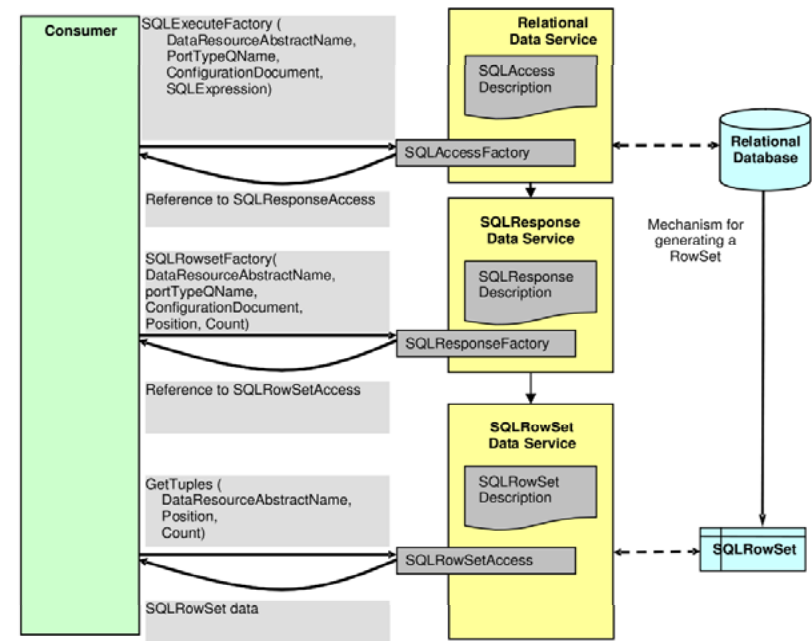 Consumer
SQLExecuteFactory (
DataResourceAbstractName,
PortTypeQName,
ConfigurationDocument,
SQLExpression)
Reference to SQLResponseAccess
SQLRowsetFactory(
DataResourceAbstractName,
portTypeQName,
ConfigurationDocument,
Position, Count)
Reference to SQLRowSetAccess
GetTuples (
DataResourceAbstractName,
Position,
Count)
SQLRowSet data
Relational
Data Service
SQLAccess
Description
SQLAccessFactory
SQLResponse
Data Service
SQLResponse
Description
SQLResponseFactory
SQLRowSet
Data Service
SQLRowSet
Description
SQLRowSetAccess
Relational
Database
Mechanism for
generating a
RowSet
SQLRowSet